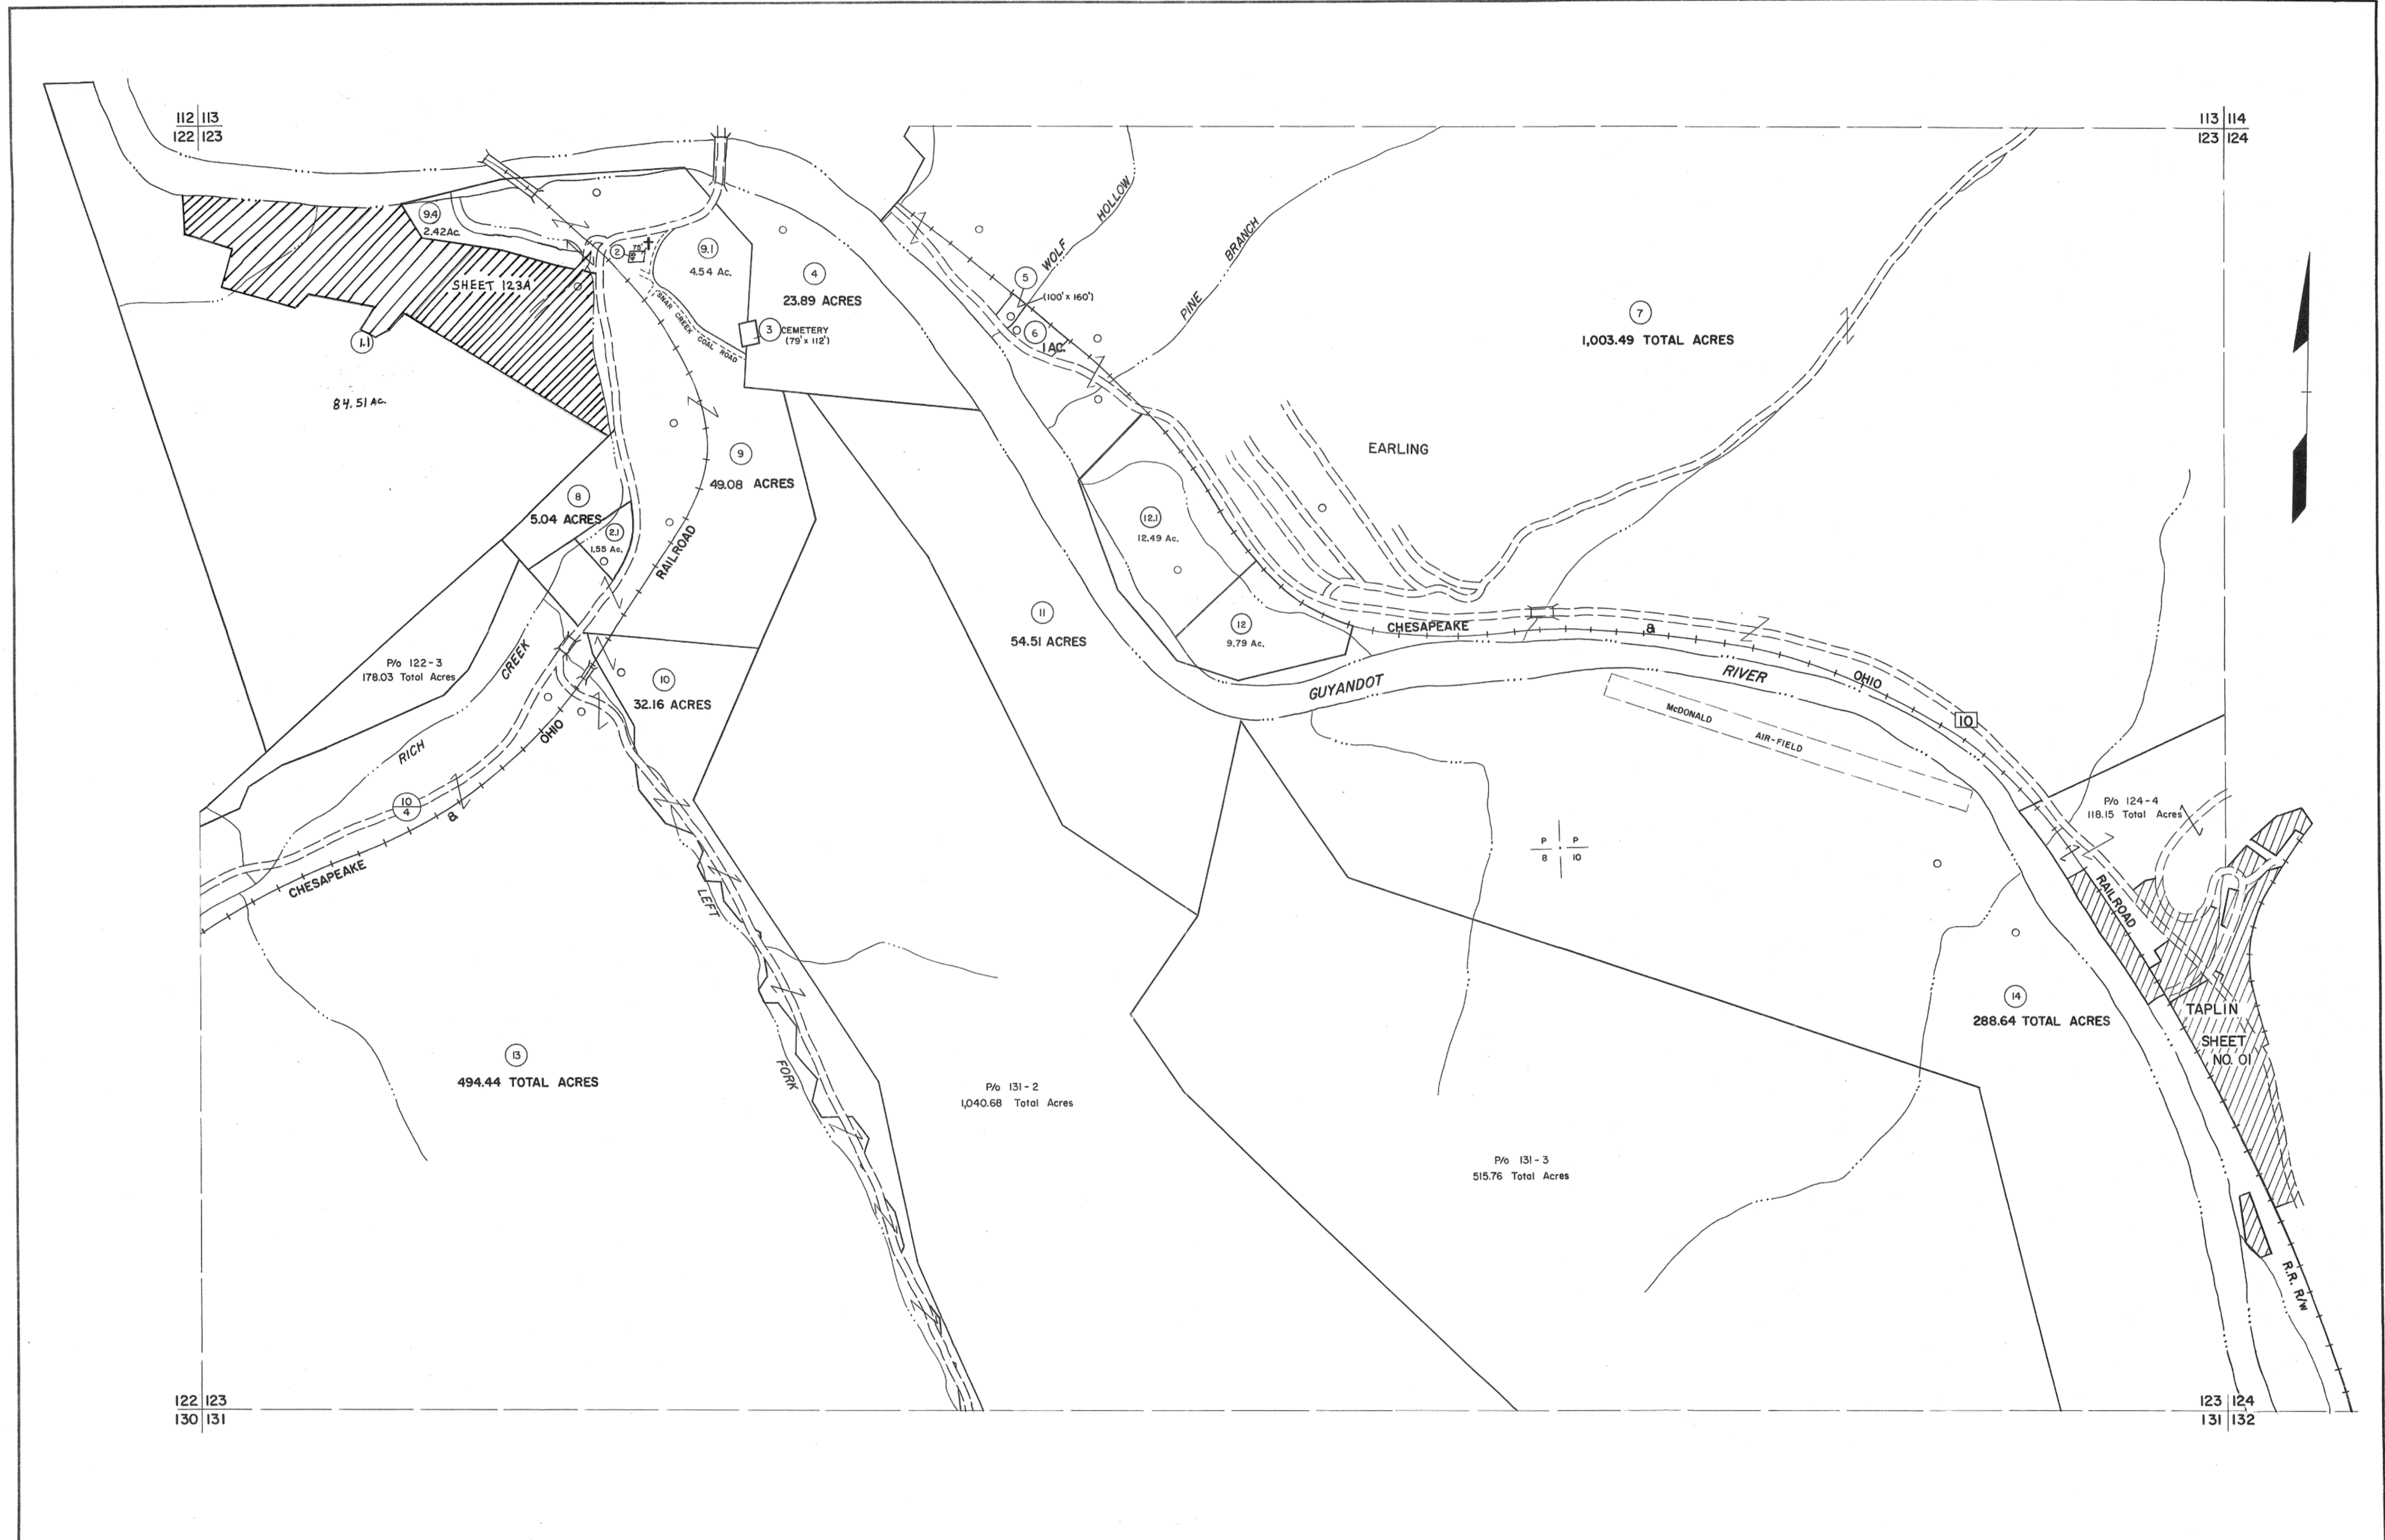 112 113
122 123
113 114
123 124
9.4
2.42Ac.
2
75'
9.1
4.54 Ac.
4
23.89 ACRES
SHEET 123A
1.1
84.51 AC.
3 CEMETERY
(79' x 112')
COAL ROAD
5
(100' x 160')
6
1AC.
WOLF HOLLOW
PINE BRANCH
7
1,003.49 TOTAL ACRES
EARLING
9
49.08 ACRES
8
5.04 ACRES
2.1
1.55 Ac.
RAILROAD
12.1
12.49 Ac.
12
9.79 Ac.
11
54.51 ACRES
CHESAPEAKE & OHIO
GUYANDOT RIVER
McDONALD AIR-FIELD
10
P/o 122-3
178.03 Total Acres
RICH CREEK
10
32.16 ACRES
10
4
CHESAPEAKE & OHIO
P/o 124-4
118.15 Total Acres
RAILROAD
P P
8 10
LEFT FORK
13
494.44 TOTAL ACRES
P/o 131-2
1,040.68 Total Acres
P/o 131-3
515.76 Total Acres
14
288.64 TOTAL ACRES
TAPLIN
SHEET
NO. 01
R.R. R/W
122 123
130 131
123 124
131 132